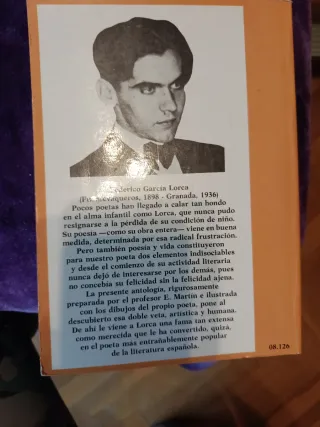 Federico García Lorca
(Fuentevaqueros, 1898 - Granada, 1936)
Pocos poetas han llegado a calar tan hondo
en el alma infantil como Lorca, que nunca pudo
resignarse a la pérdida de su condición de niño.
Su poesía —como su obra entera— viene en buena
medida, determinada por esa radical frustración.
Pero también poesía y vida constituyeron
para nuestro poeta dos elementos indisociables
y desde el comienzo de su actividad literaria
nunca dejó de interesarse por los demás, pues
no concebía su felicidad sin la felicidad ajena.
La presente antología, rigurosamente
preparada por el profesor E. Martín e ilustrada
con los dibujos del propio poeta, pone al
descubierto esa doble veta, artística y humana.
De ahí le viene a Lorca una fama tan extensa
como merecida que le ha convertido, quizá,
en el poeta más entrañablemente popular
de la literatura española.
08.126